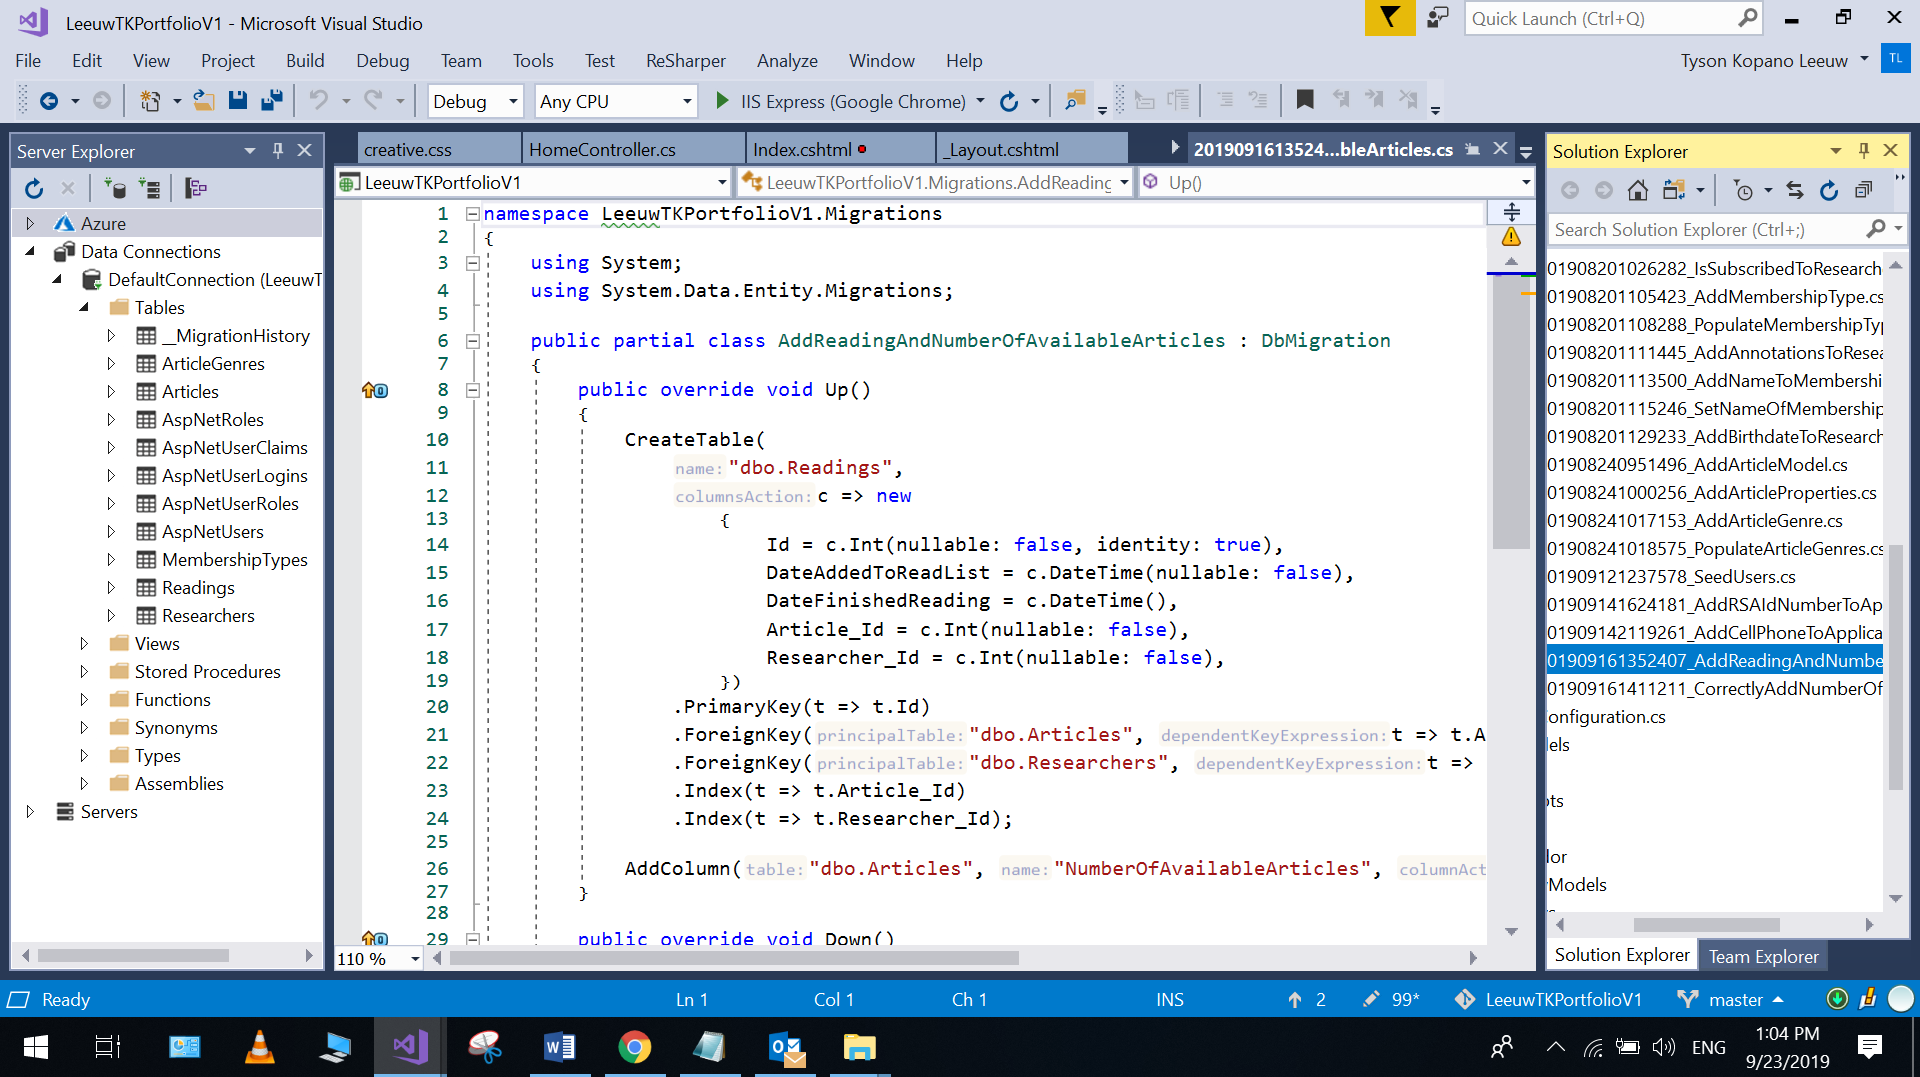 LeeuwTKPortfolioV1 - Microsoft Visual Studio
Quick Launch (Ctrl+Q)
File Edit View Project Build Debug Team Tools Test ReSharper Analyze Window Help
Tyson Kopano Leeuw TL
Debug Any CPU IIS Express (Google Chrome)
Server Explorer
Azure
Data Connections
DefaultConnection (LeeuwT
Tables
__MigrationHistory
ArticleGenres
Articles
AspNetRoles
AspNetUserClaims
AspNetUserLogins
AspNetUserRoles
AspNetUsers
MembershipTypes
Readings
Researchers
Views
Stored Procedures
Functions
Synonyms
Types
Assemblies
Servers
creative.css HomeController.cs Index.cshtml _Layout.cshtml 2019091613524...bleArticles.cs
LeeuwTKPortfolioV1 LeeuwTKPortfolioV1.Migrations.AddReading Up()
1 namespace LeeuwTKPortfolioV1.Migrations
2 {
3 using System;
4 using System.Data.Entity.Migrations;
5
6 public partial class AddReadingAndNumberOfAvailableArticles : DbMigration
7 {
8 public override void Up()
9 {
10 CreateTable(
11 name: "dbo.Readings",
12 columnsAction: c => new
13 {
14 Id = c.Int(nullable: false, identity: true),
15 DateAddedToReadList = c.DateTime(nullable: false),
16 DateFinishedReading = c.DateTime(),
17 Article_Id = c.Int(nullable: false),
18 Researcher_Id = c.Int(nullable: false),
19 })
20 .PrimaryKey(t => t.Id)
21 .ForeignKey(principalTable: "dbo.Articles", dependentKeyExpression: t => t.A
22 .ForeignKey(principalTable: "dbo.Researchers", dependentKeyExpression: t =>
23 .Index(t => t.Article_Id)
24 .Index(t => t.Researcher_Id);
25
26 AddColumn(table: "dbo.Articles", name: "NumberOfAvailableArticles", columnAct
27 }
28
29 public override void Down()
110 %
Solution Explorer
Search Solution Explorer (Ctrl+;)
01908201026282_IsSubscribedToResearch
01908201105423_AddMembershipType.cs
01908201108288_PopulateMembershipTyp
01908201111445_AddAnnotationsToResea
01908201113500_AddNameToMembershi
01908201115246_SetNameOfMembership
01908201129233_AddBirthdateToResearch
01908240951496_AddArticleModel.cs
01908241000256_AddArticleProperties.cs
01908241017153_AddArticleGenre.cs
01908241018575_PopulateArticleGenres.cs
01909121237578_SeedUsers.cs
01909141624181_AddRSAIdNumberToAp
01909142119261_AddCellPhoneToApplica
01909161352407_AddReadingAndNumbe
01909161411211_CorrectlyAddNumberOf
onfiguration.cs
els
ots
lor
Models
Solution Explorer Team Explorer
Ready Ln 1 Col 1 Ch 1 INS 2 99* LeeuwTKPortfolioV1 master
ENG
1:04 PM
9/23/2019